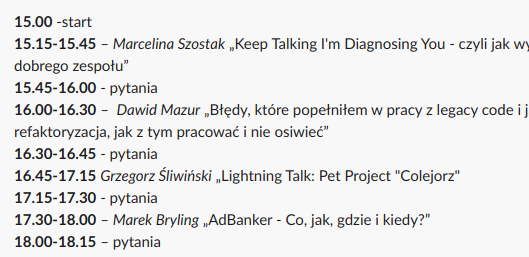 15.00 -start
15.15-15.45 – Marcelina Szostak „Keep Talking I'm Diagnosing You - czyli jak
dobrego zespołu”
15.45-16.00 - pytania
16.00-16.30 – Dawid Mazur „Błędy, które popełniłem w pracy z legacy code i
refaktoryzacja, jak z tym pracować i nie osiwieć”
16.30-16.45 - pytania
16.45-17.15 Grzegorz Śliwiński „Lightning Talk: Pet Project "Colejorz"
17.15-17.30 - pytania
17.30-18.00 – Marek Bryling „AdBanker - Co, jak, gdzie i kiedy?”
18.00-18.15 – pytania